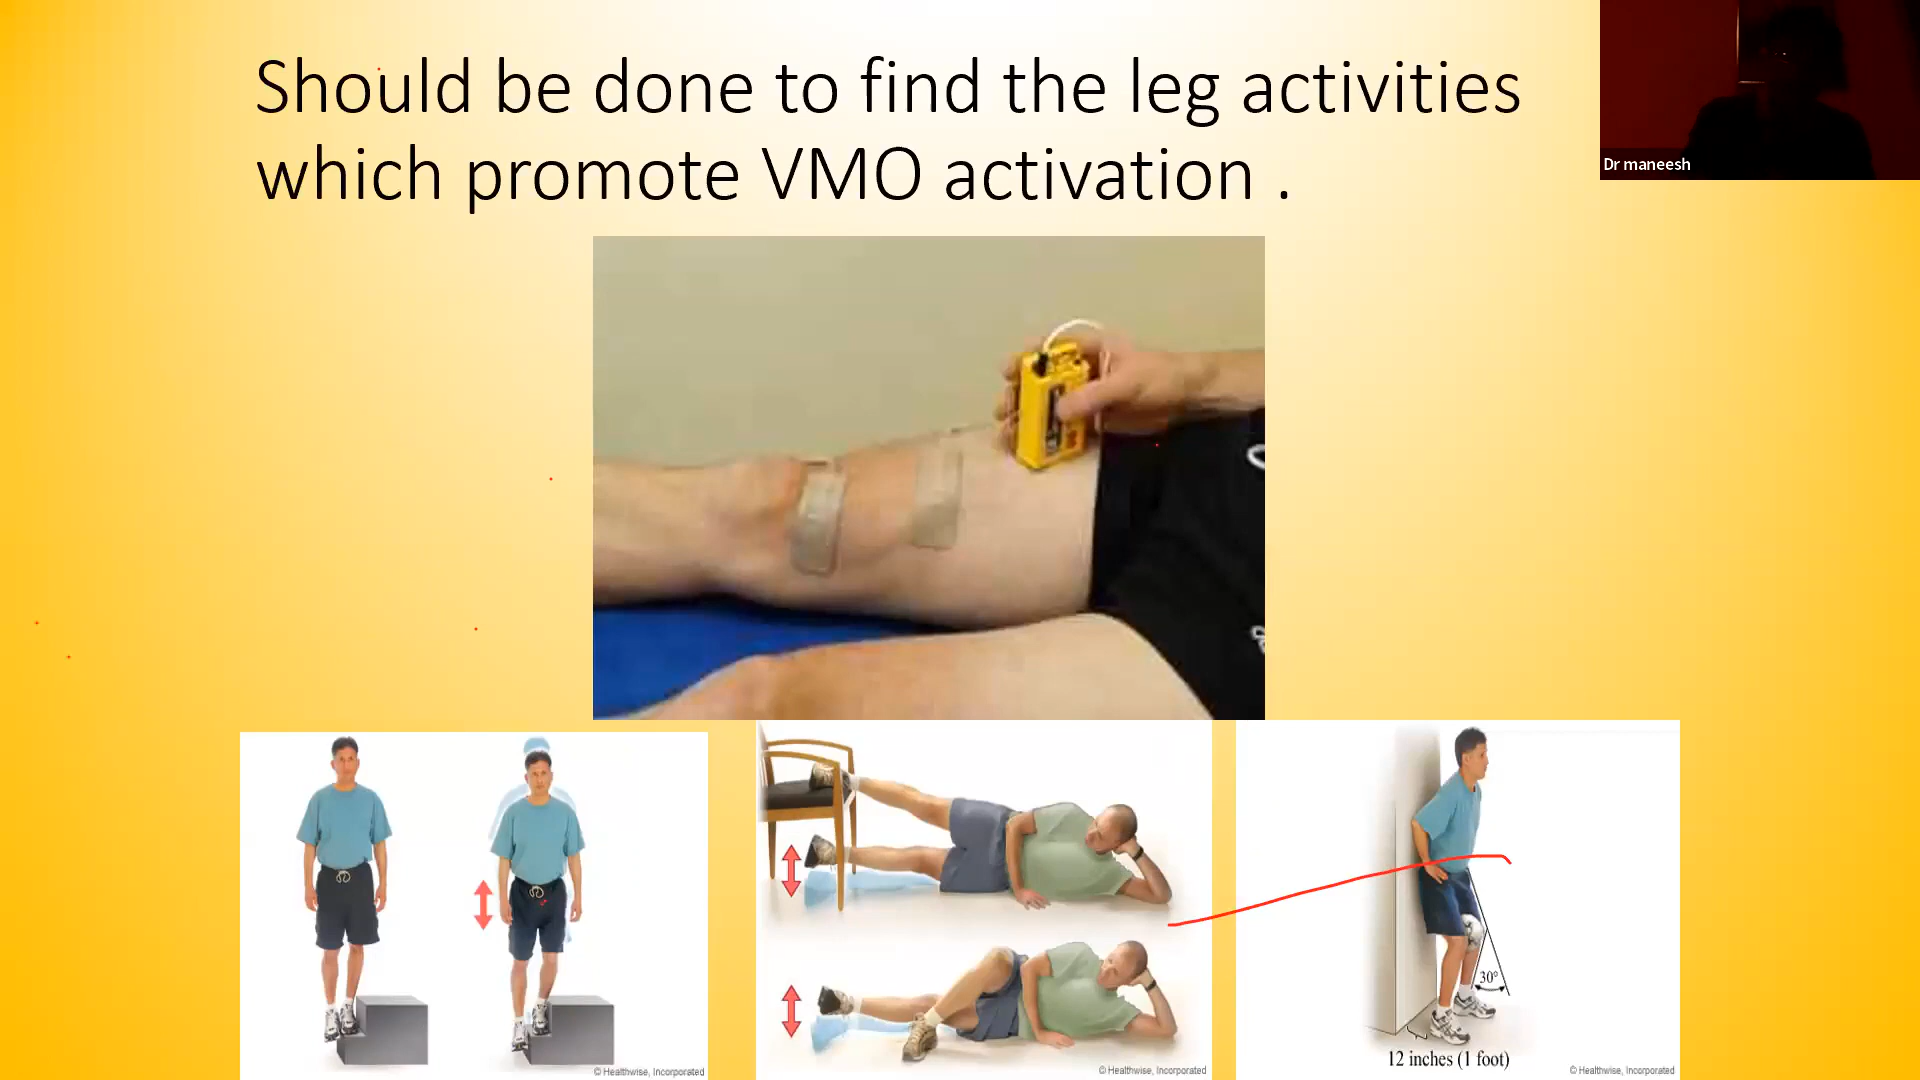 Should be done to find the leg activities
which promote VMO activation .
Dr maneesh
30°
12 inches (1 foot)
© Healthwise, Incorporated
© Healthwise, Incorporated
© Healthwise, Incorporated